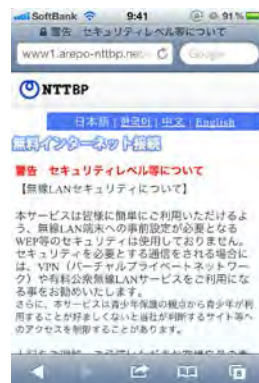 SoftBank 9:41 91%
警告 セキュリティレベル等について
www1.arepo-nttbp.net Google
NTTBP
日本語 | 한국어 | 中文 | English
無料インターネット接続
警告 セキュリティレベル等について
【無線LANセキュリティについて】
本サービスは皆様に簡単にご利用いただけるよ
う、無線LAN端末への事前設定が必要となる
WEP等のセキュリティは使用しておりません。
セキュリティを必要とする通信をされる場合に
は、VPN（バーチャルプライベートネットワー
ク）や有料公衆無線LANサービスをご利用にな
る事をお勧めいたします。
さらに、本サービスは青少年保護の観点から青少年が利
用することが好ましくないと当社が判断するサイト等へ
のアクセスを制限することがあります。